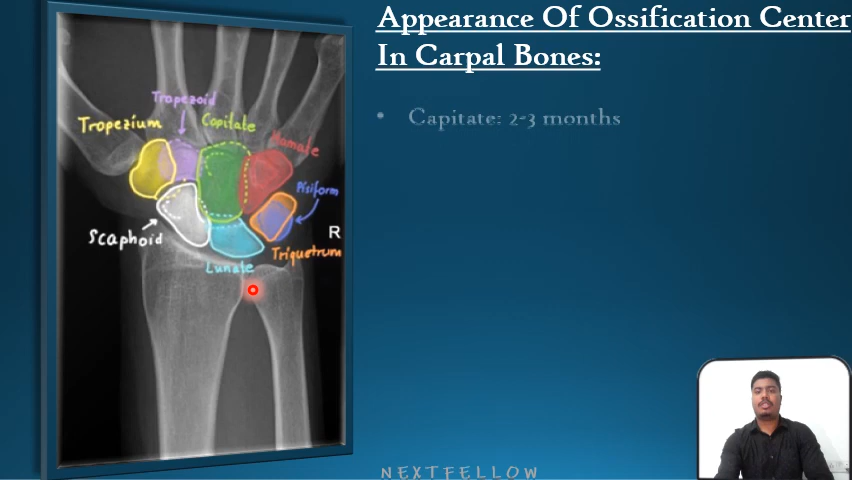 Appearance Of Ossification Center
In Carpal Bones:
• Capitate: 2-3 months
Tropezoid
Tropezium
Capitate
Hamate
Pisiform
Scaphoid
R
Triquetrum
Lunate
NEXTFELLOW